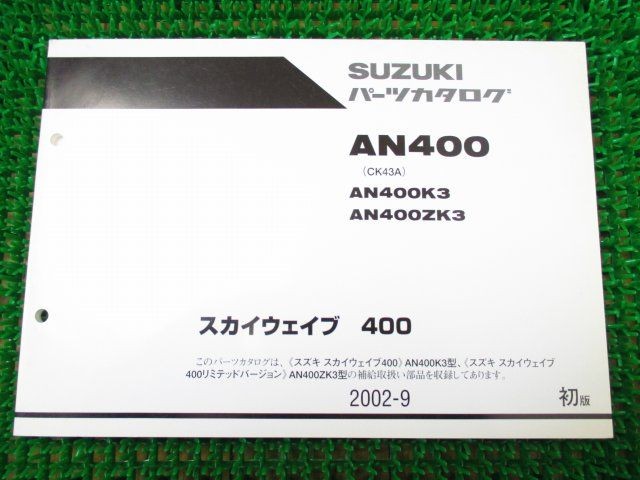 SUZUKI
パーツカタログ
AN400
(CK43A)
AN400K3
AN400ZK3
スカイウェイブ 400
このパーツカタログは、《スズキ スカイウェイブ400》AN400K3型、《スズキ スカイウェイブ
400リミテッドバージョン》AN400ZK3型の補給取扱い部品を収録してあります。
2002-9
初版